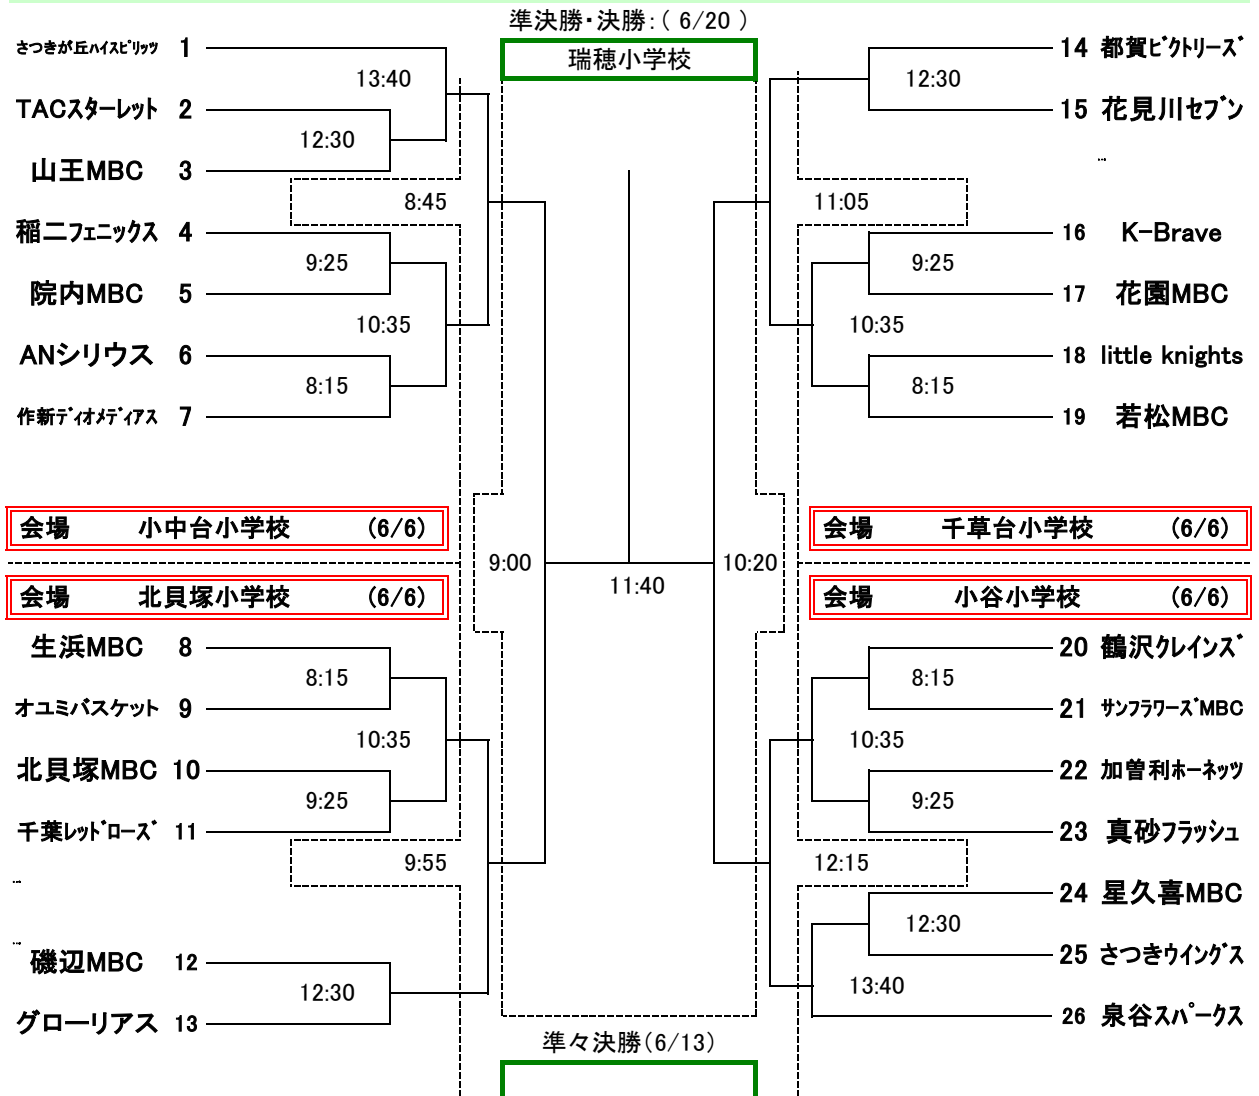 準決勝・決勝：( 6/20 )
瑞穂小学校
さつきが丘ハイスピリッツ 1
13:40
TACスターレット 2
12:30
山王MBC 3
8:45
稲二フェニックス 4
9:25
院内MBC 5
10:35
ANシリウス 6
8:15
作新ディオメディアス 7
14 都賀ビクトリーズ
12:30
15 花見川セブン
11:05
16 K-Brave
9:25
17 花園MBC
10:35
18 little knights
8:15
19 若松MBC
会場 小中台小学校 (6/6)
会場 千草台小学校 (6/6)
9:00
11:40
10:20
会場 北貝塚小学校 (6/6)
会場 小谷小学校 (6/6)
生浜MBC 8
8:15
オユミバスケット 9
10:35
北貝塚MBC 10
9:25
千葉レッドローズ 11
9:55
磯辺MBC 12
12:30
グローリアス 13
20 鶴沢クレインズ
8:15
21 サンフラワーズMBC
10:35
22 加曽利ホーネッツ
9:25
23 真砂フラッシュ
12:15
24 星久喜MBC
12:30
25 さつきウイングス
13:40
26 泉谷スパークス
準々決勝(6/13)